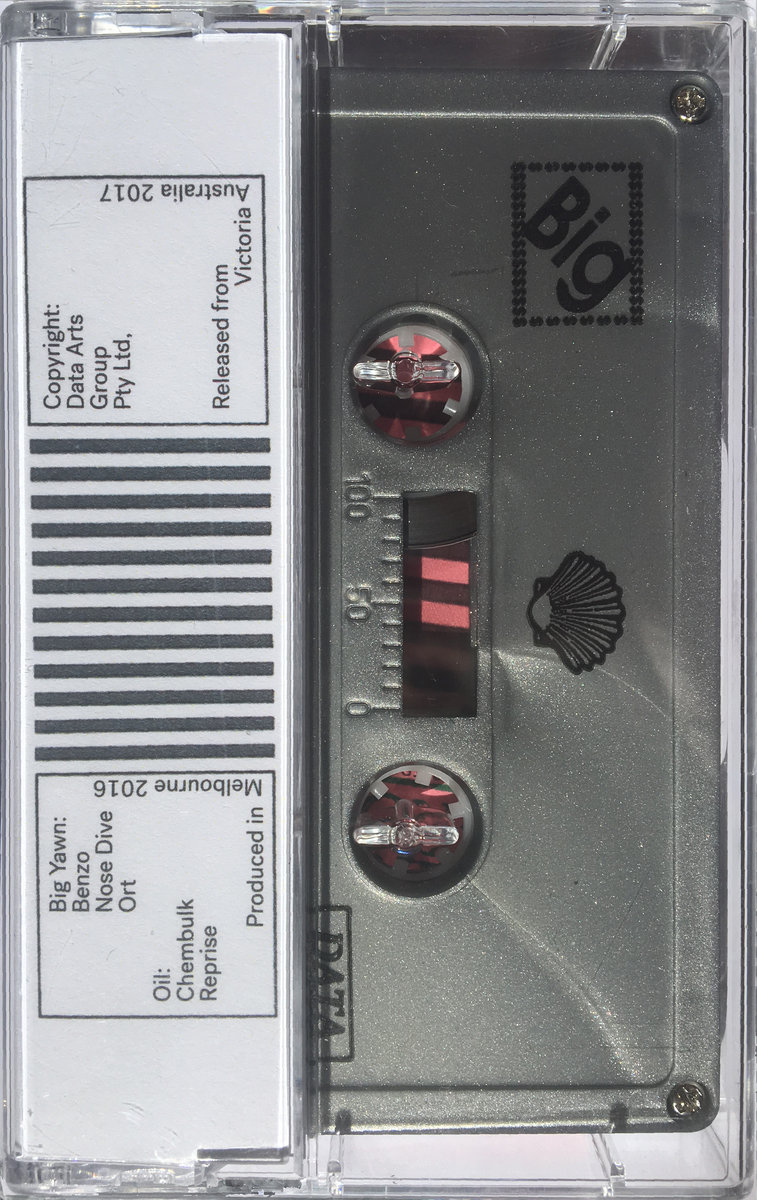 Copyright:
Data Arts
Group
Pty Ltd,
Released from
Victoria
Australia 2017
Big Yawn:
Benzo
Nose Dive
Ort
Oil:
Chembulk
Reprise
Produced in
Melbourne 2016
Big
100
50
0
DATA